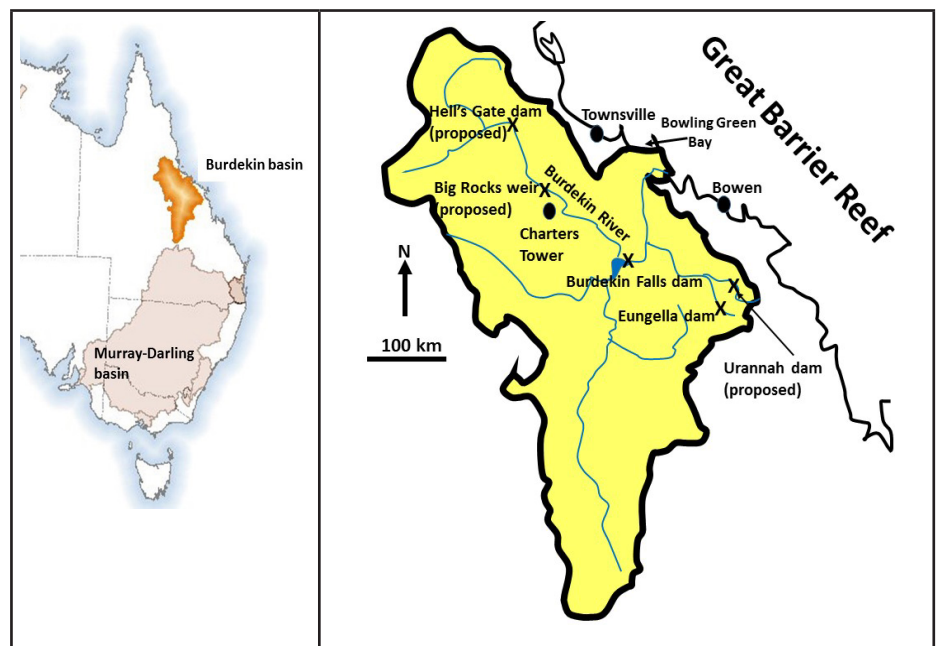 Burdekin basin
Murray-Darling
basin
Great Barrier Reef
Hell's Gate dam
(proposed)
Townsville
Bowling Green
Bay
Big Rocks weir
(proposed)
Burdekin River
Bowen
Charters
Tower
N
Burdekin Falls dam
Eungella dam
100 km
Urannah dam
(proposed)